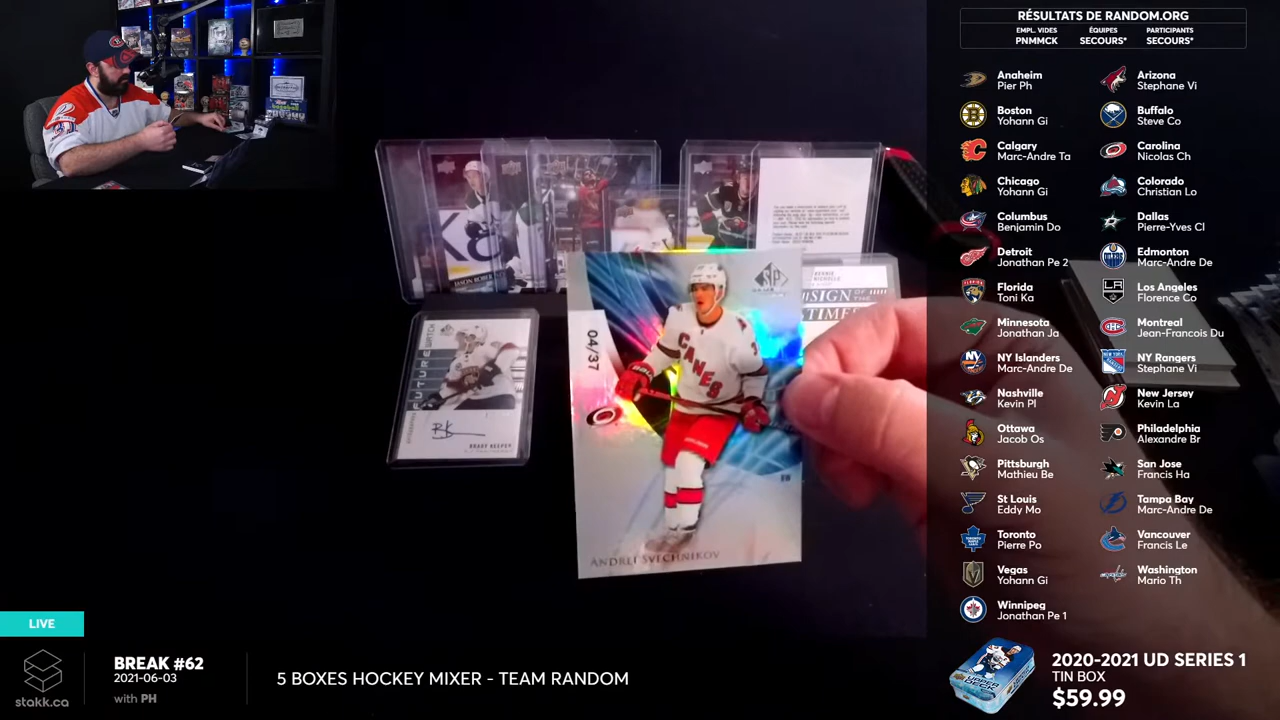 RÉSULTATS DE RANDOM.ORG
EMPL. VIDES ÉQUIPES PARTICIPANTS
PNMMCK SECOURS* SECOURS*
Anaheim
Pier Ph
Arizona
Stephane Vi
Boston
Yohann Gi
Buffalo
Steve Co
Calgary
Marc-Andre Ta
Carolina
Nicolas Ch
Chicago
Yohann Gi
Colorado
Christian Lo
Columbus
Benjamin Do
Dallas
Pierre-Yves Cl
Detroit
Jonathan Pe 2
Edmonton
Marc-Andre De
Florida
Toni Ka
Los Angeles
Florence Co
Minnesota
Jonathan Ja
Montreal
Jean-Francois Du
NY Islanders
Marc-Andre De
NY Rangers
Stephane Vi
Nashville
Kevin Pl
New Jersey
Kevin La
Ottawa
Jacob Os
Philadelphia
Alexandre Br
Pittsburgh
Mathieu Be
San Jose
Francis Ha
St Louis
Eddy Mo
Tampa Bay
Marc-Andre De
Toronto
Pierre Po
Vancouver
Francis Le
Vegas
Yohann Gi
Washington
Mario Th
Winnipeg
Jonathan Pe 1
SIGN OF THE
TIMES
FUTURE WATCH
SP
04/37
CANES
RW
ANDREI SVECHNIKOV
LIVE
stakk.ca
BREAK #62
2021-06-03
with PH
5 BOXES HOCKEY MIXER - TEAM RANDOM
2020-2021 UD SERIES 1
TIN BOX
$59.99